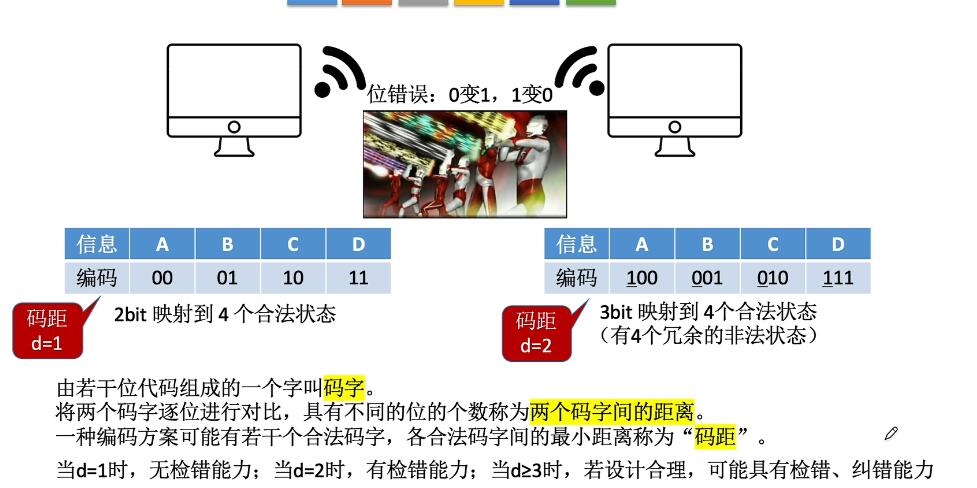 位错误：0变1，1变0
信息 A B C D
编码 00 01 10 11
信息 A B C D
编码 100 001 010 111
码距
d=1
2bit 映射到 4 个合法状态
码距
d=2
3bit 映射到 4个合法状态
（有4个冗余的非法状态）
由若干位代码组成的一个字叫码字。
将两个码字逐位进行对比，具有不同的位的个数称为两个码字间的距离。
一种编码方案可能有若干个合法码字，各合法码字间的最小距离称为“码距”。
当d=1时，无检错能力；当d=2时，有检错能力；当d≥3时，若设计合理，可能具有检错、纠错能力